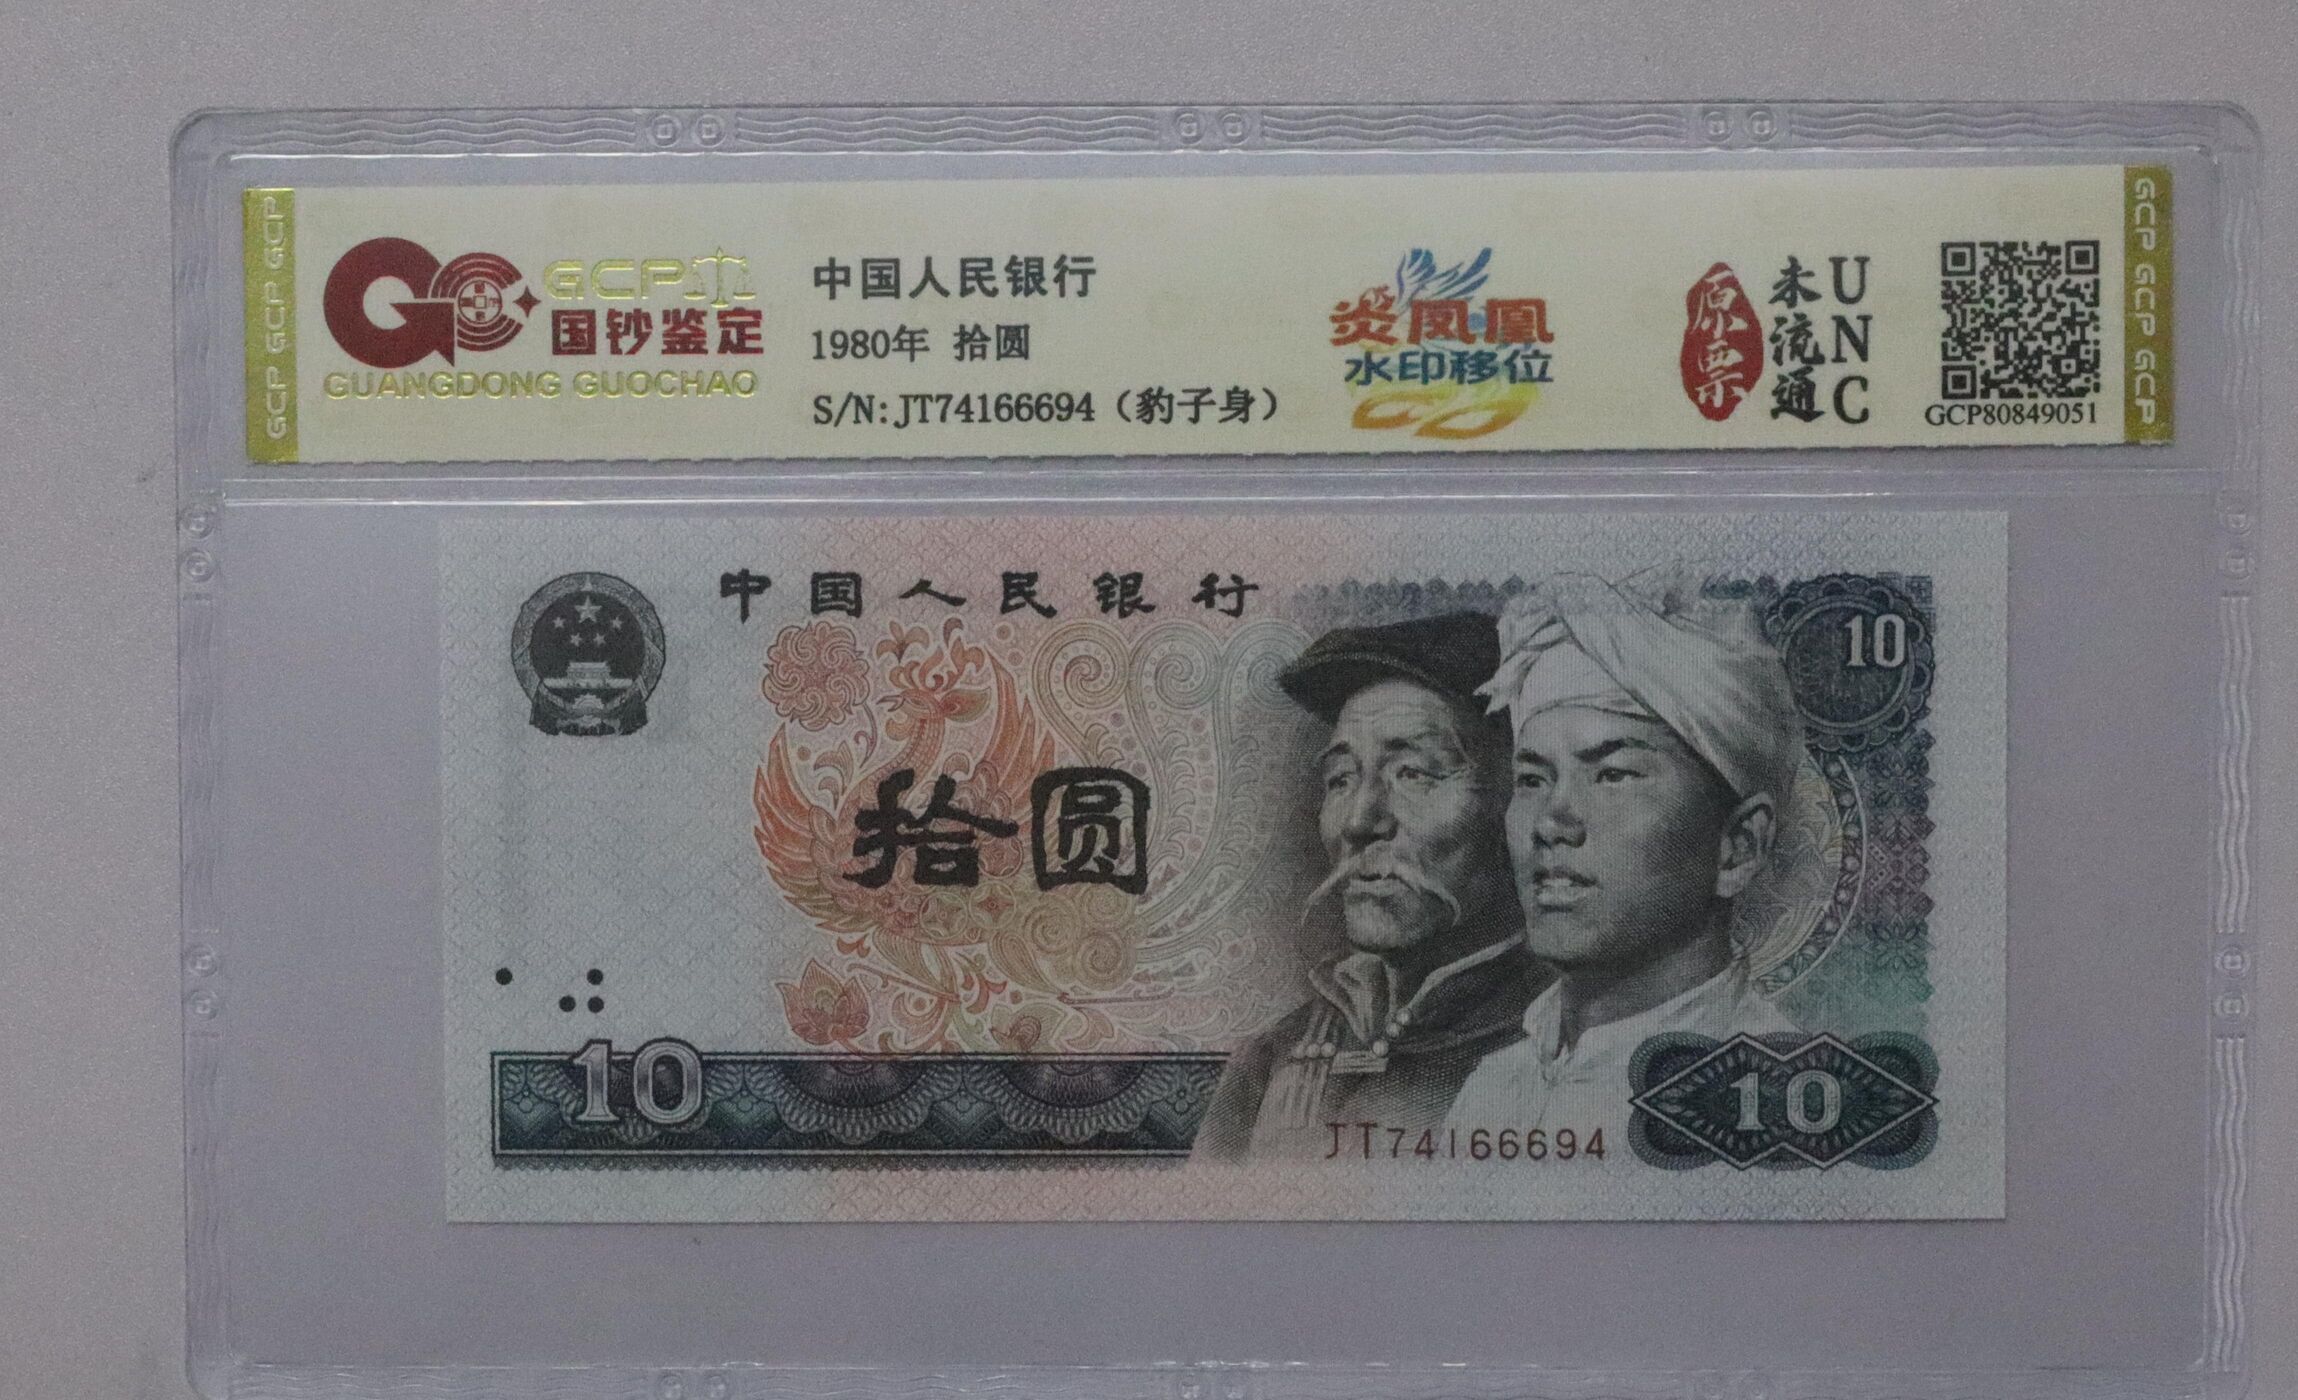 GCP GCP GCP
GCP
国钞鉴定
GUANGDONG GUOCHAO
中国人民银行
1980年 拾圆
S/N:JT74166694（豹子身）
炎凤凰
水印移位
原票
未流通
UNC
GCP80849051
GCP GCP GCP
中国人民银行
10
拾圆
10
JT74166694
10